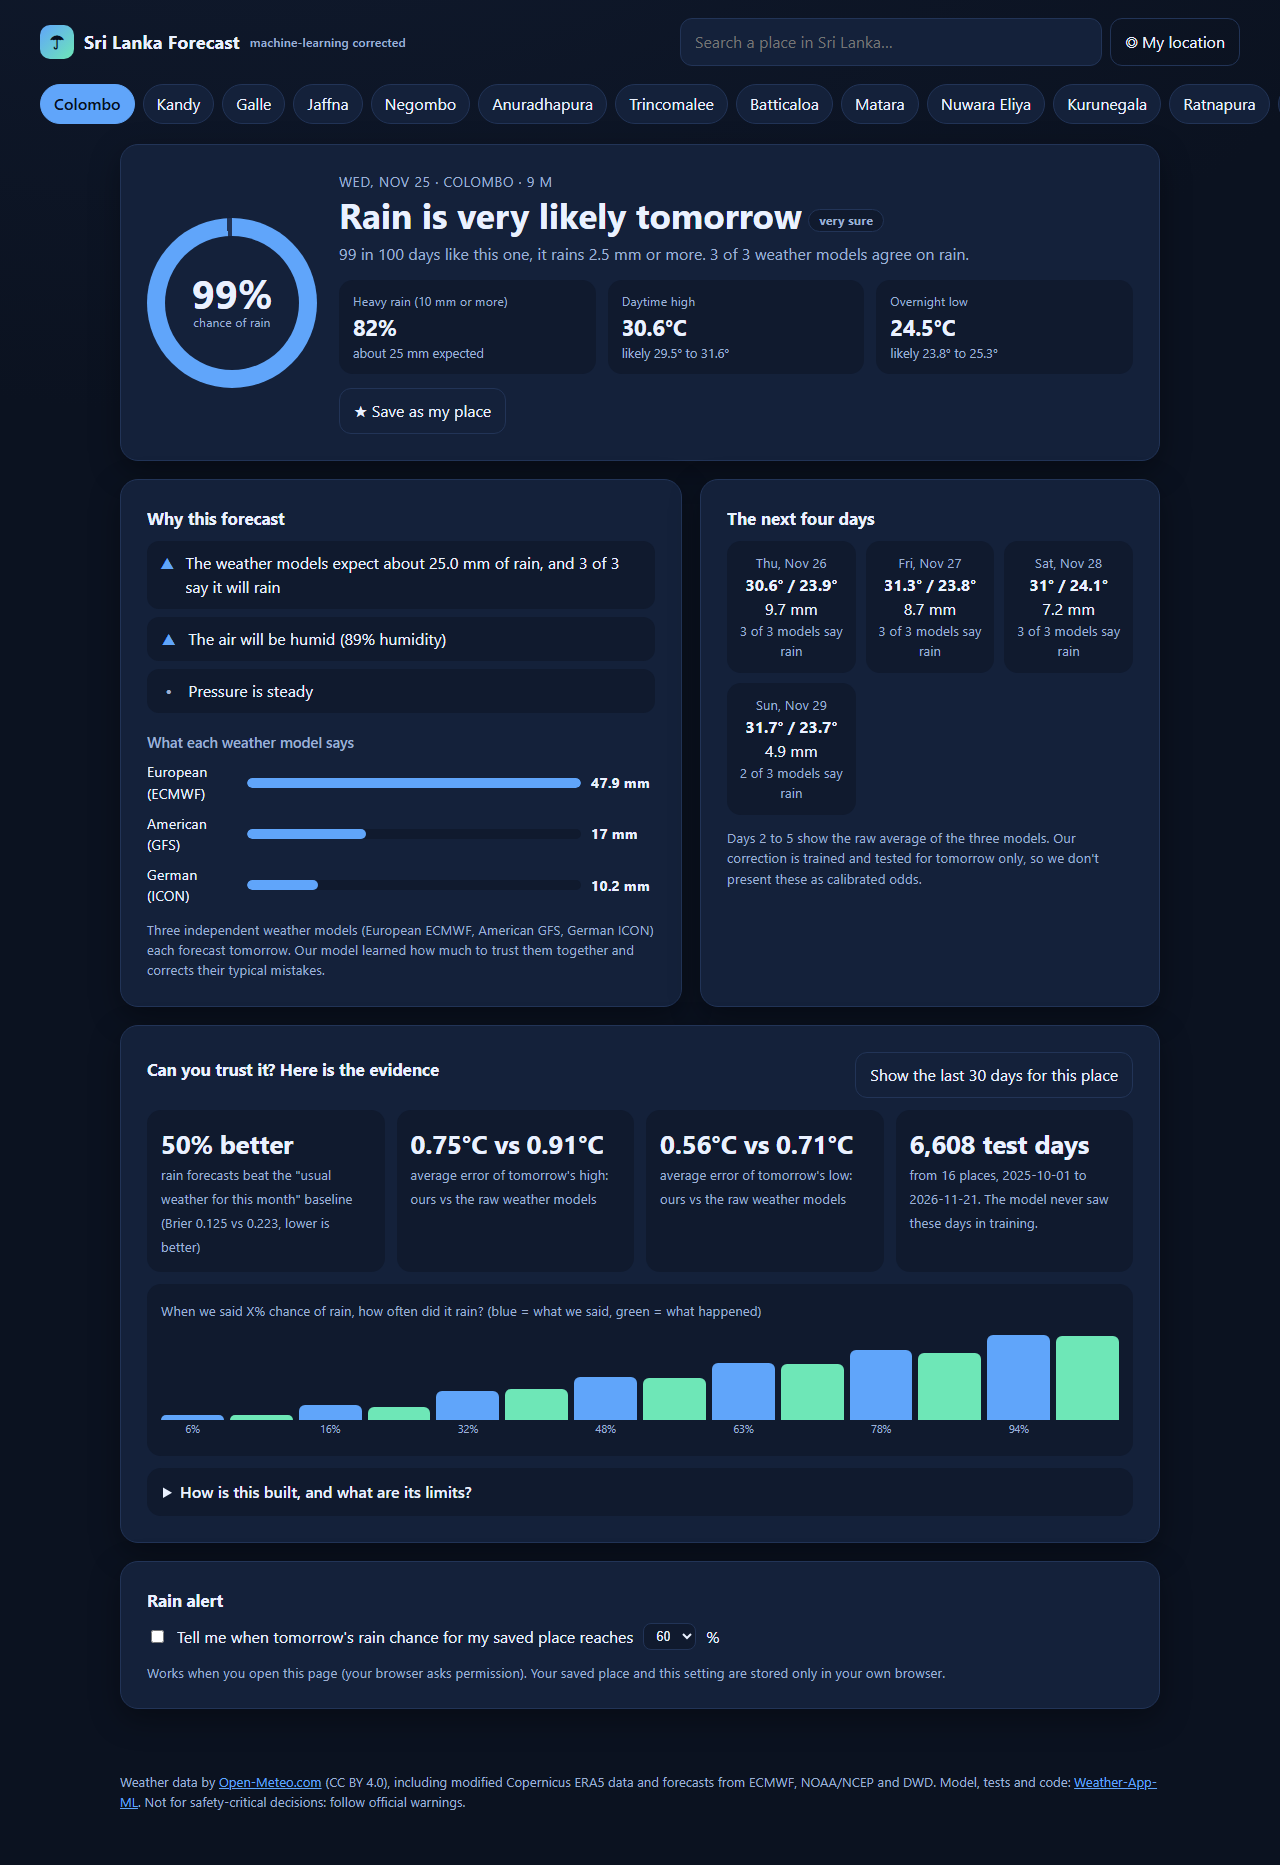 Sri Lanka Forecast machine-learning corrected
Search a place in Sri Lanka...
◎ My location
Colombo Kandy Galle Jaffna Negombo Anuradhapura Trincomalee Batticaloa Matara Nuwara Eliya Kurunegala Ratnapura
WED, NOV 25 · COLOMBO · 9 M
Rain is very likely tomorrow very sure
99 in 100 days like this one, it rains 2.5 mm or more. 3 of 3 weather models agree on rain.
99%
chance of rain
Heavy rain (10 mm or more)
82%
about 25 mm expected
Daytime high
30.6°C
likely 29.5° to 31.6°
Overnight low
24.5°C
likely 23.8° to 25.3°
★ Save as my place
Why this forecast
▲ The weather models expect about 25.0 mm of rain, and 3 of 3
say it will rain
▲ The air will be humid (89% humidity)
• Pressure is steady
What each weather model says
European
(ECMWF)
47.9 mm
American
(GFS)
17 mm
German
(ICON)
10.2 mm
Three independent weather models (European ECMWF, American GFS, German ICON)
each forecast tomorrow. Our model learned how much to trust them together and
corrects their typical mistakes.
The next four days
Thu, Nov 26
30.6° / 23.9°
9.7 mm
3 of 3 models say
rain
Fri, Nov 27
31.3° / 23.8°
8.7 mm
3 of 3 models say
rain
Sat, Nov 28
31° / 24.1°
7.2 mm
3 of 3 models say
rain
Sun, Nov 29
31.7° / 23.7°
4.9 mm
2 of 3 models say
rain
Days 2 to 5 show the raw average of the three models. Our
correction is trained and tested for tomorrow only, so we don't
present these as calibrated odds.
Can you trust it? Here is the evidence
Show the last 30 days for this place
50% better
rain forecasts beat the "usual
weather for this month" baseline
(Brier 0.125 vs 0.223, lower is
better)
0.75°C vs 0.91°C
average error of tomorrow's high:
ours vs the raw weather models
0.56°C vs 0.71°C
average error of tomorrow's low:
ours vs the raw weather models
6,608 test days
from 16 places, 2025-10-01 to
2026-11-21. The model never saw
these days in training.
When we said X% chance of rain, how often did it rain? (blue = what we said, green = what happened)
6% 16% 32% 48% 63% 78% 94%
▶ How is this built, and what are its limits?
Rain alert
Tell me when tomorrow's rain chance for my saved place reaches 60 %
Works when you open this page (your browser asks permission). Your saved place and this setting are stored only in your own browser.
Weather data by Open-Meteo.com (CC BY 4.0), including modified Copernicus ERA5 data and forecasts from ECMWF, NOAA/NCEP and DWD. Model, tests and code: Weather-App-
ML. Not for safety-critical decisions: follow official warnings.